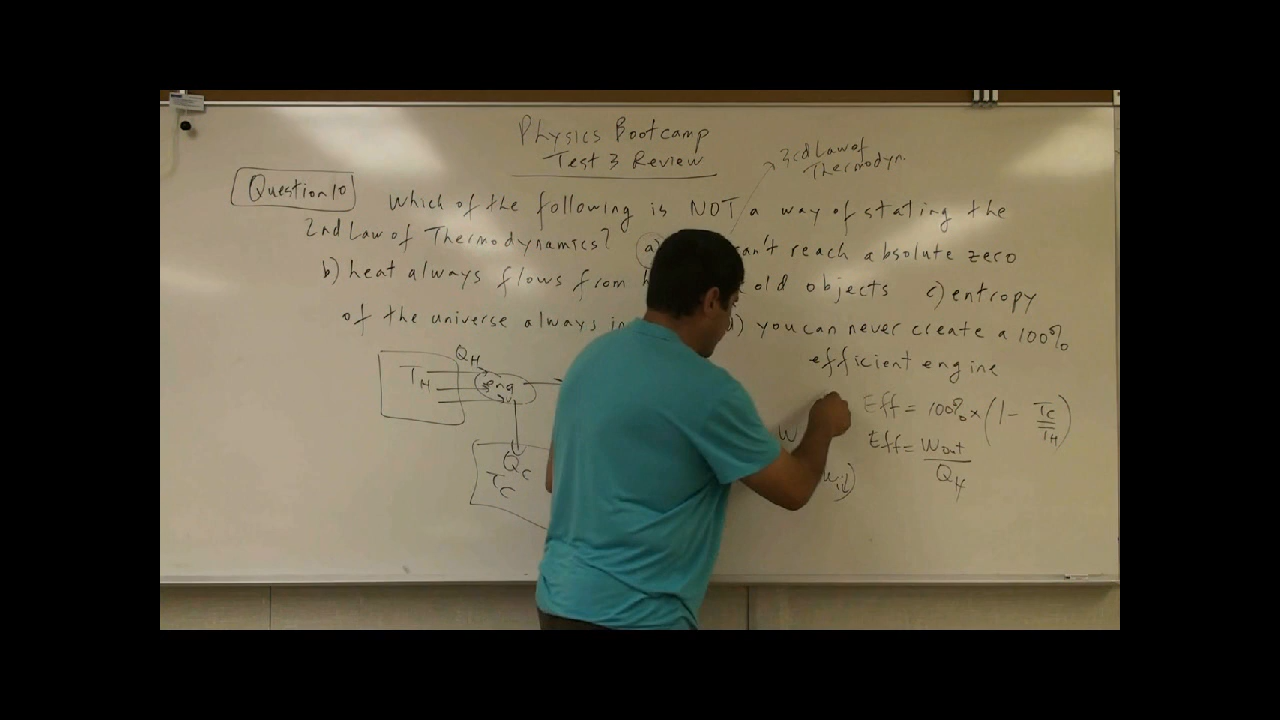 Physics Bootcamp
Test 3 Review
3rd Law of
Thermodyn.
Question 10
Which of the following is NOT a way of stating the
2nd Law of Thermodynamics? a) can't reach absolute zero
b) heat always flows from old objects c) entropy
of the universe always in d) you can never create a 100%
efficient engine
QH
TH
eng
QC
TC
W
Eff = 100% × (1 - TC/TH)
Eff = Wout/QH